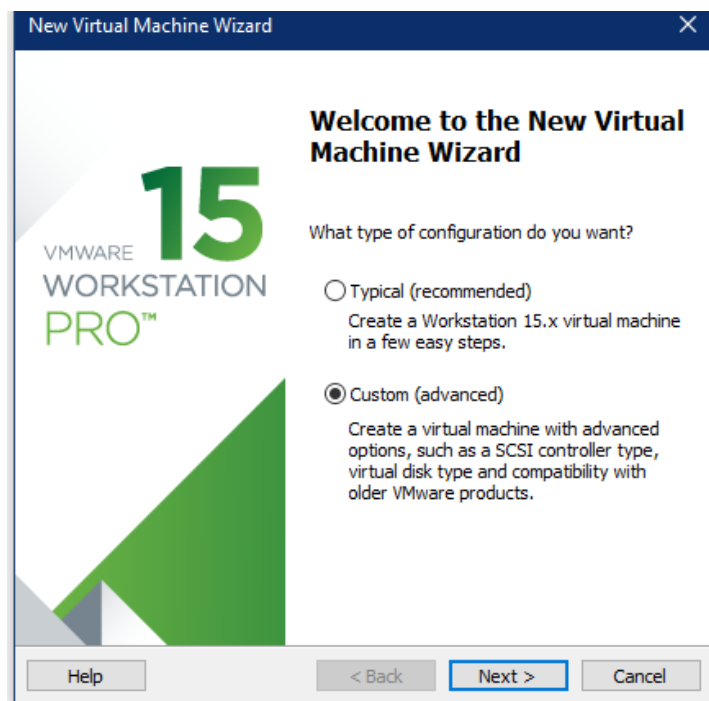 New Virtual Machine Wizard
Welcome to the New Virtual
Machine Wizard
15
VMWARE
WORKSTATION
PRO™
What type of configuration do you want?
Typical (recommended)
Create a Workstation 15.x virtual machine
in a few easy steps.
Custom (advanced)
Create a virtual machine with advanced
options, such as a SCSI controller type,
virtual disk type and compatibility with
older VMware products.
Help
< Back
Next >
Cancel